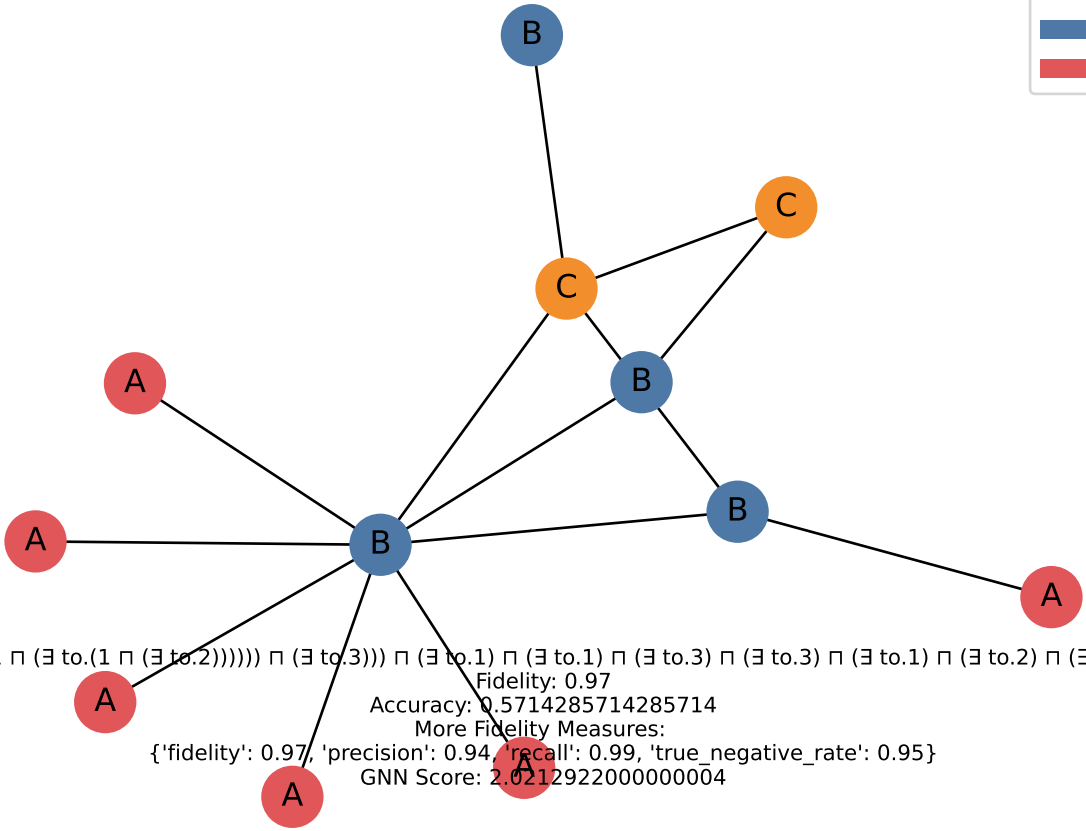 B
C
C
A
B
B
A
B
A
A
⊓ (∃ to.(1 ⊓ (∃ to.2)))))) ⊓ (∃ to.3))) ⊓ (∃ to.1) ⊓ (∃ to.1) ⊓ (∃ to.3) ⊓ (∃ to.3) ⊓ (∃ to.1) ⊓ (∃ to.2) ⊓ (∃
Fidelity: 0.97
A
Accuracy: 0.5714285714285714
More Fidelity Measures:
{'fidelity': 0.97, 'precision': 0.94, 'recall': 0.99, 'true_negative_rate': 0.95}
A
GNN Score: 2.0212922000000004
A